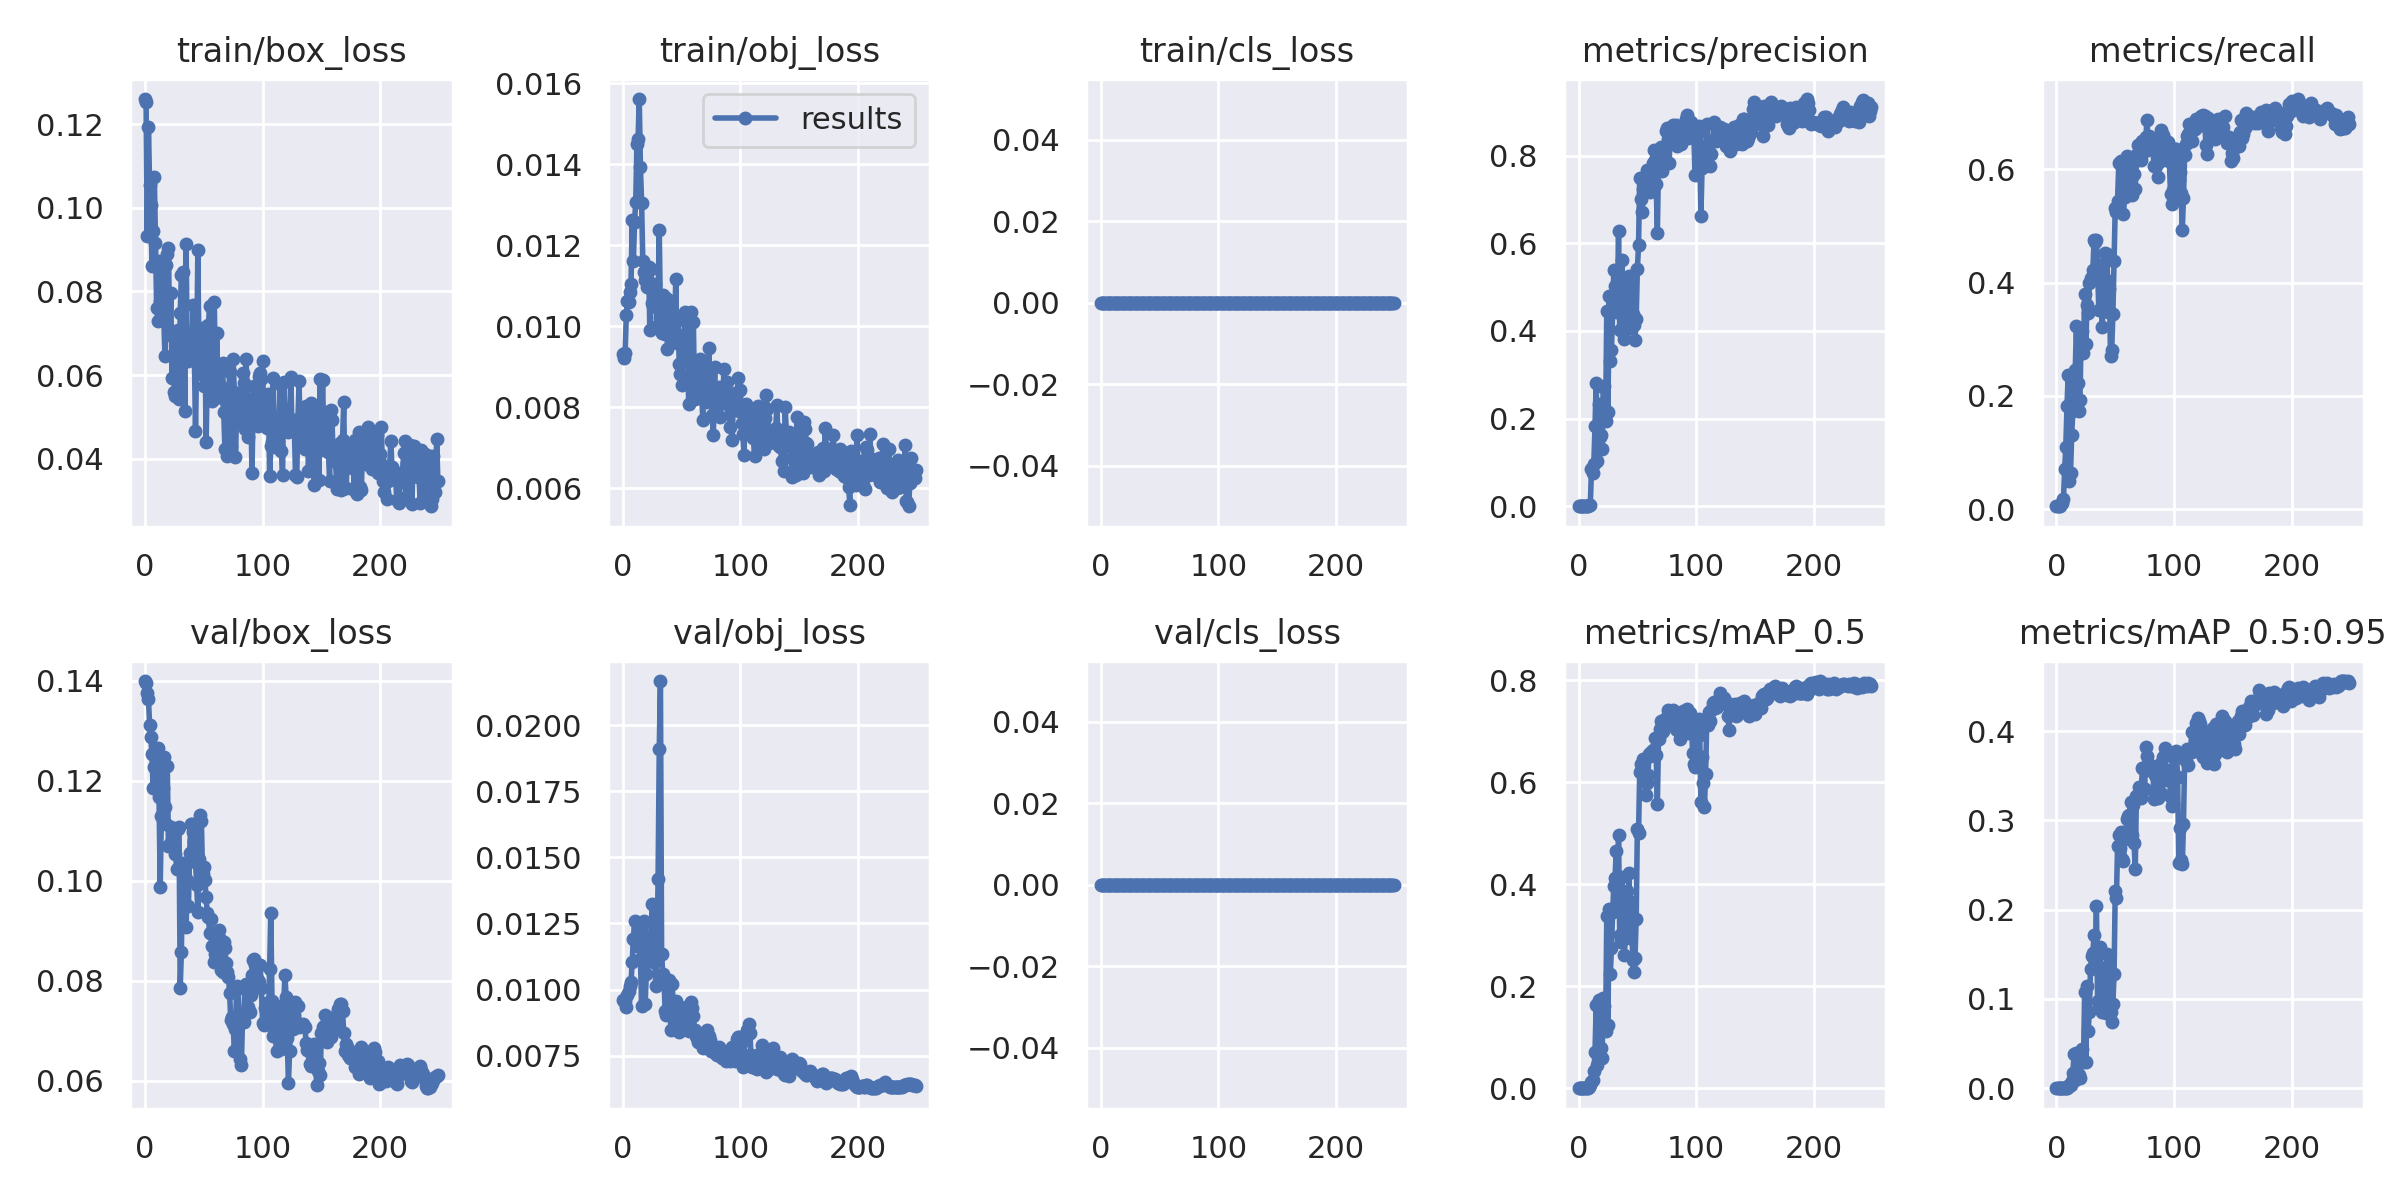 train/box_loss
0.12
0.10
0.08
0.06
0.04
0 100 200
train/obj_loss
results
0.016
0.014
0.012
0.010
0.008
0.006
0 100 200
train/cls_loss
0.04
0.02
0.00
−0.02
−0.04
0 100 200
metrics/precision
0.8
0.6
0.4
0.2
0.0
0 100 200
metrics/recall
0.6
0.4
0.2
0.0
0 100 200
val/box_loss
0.14
0.12
0.10
0.08
0.06
0 100 200
val/obj_loss
0.0200
0.0175
0.0150
0.0125
0.0100
0.0075
0 100 200
val/cls_loss
0.04
0.02
0.00
−0.02
−0.04
0 100 200
metrics/mAP_0.5
0.8
0.6
0.4
0.2
0.0
0 100 200
metrics/mAP_0.5:0.95
0.4
0.3
0.2
0.1
0.0
0 100 200